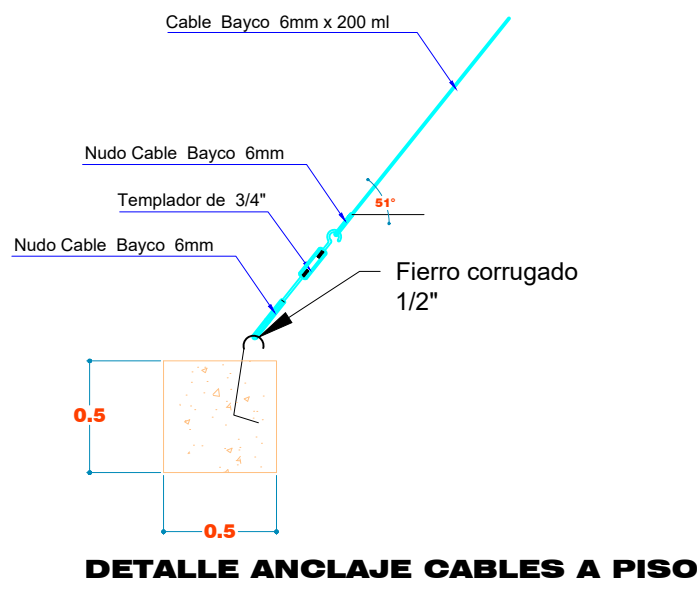 Cable Bayco 6mm x 200 ml
Nudo Cable Bayco 6mm
Templador de 3/4"
51°
Nudo Cable Bayco 6mm
Fierro corrugado
1/2"
0.5
0.5
DETALLE ANCLAJE CABLES A PISO